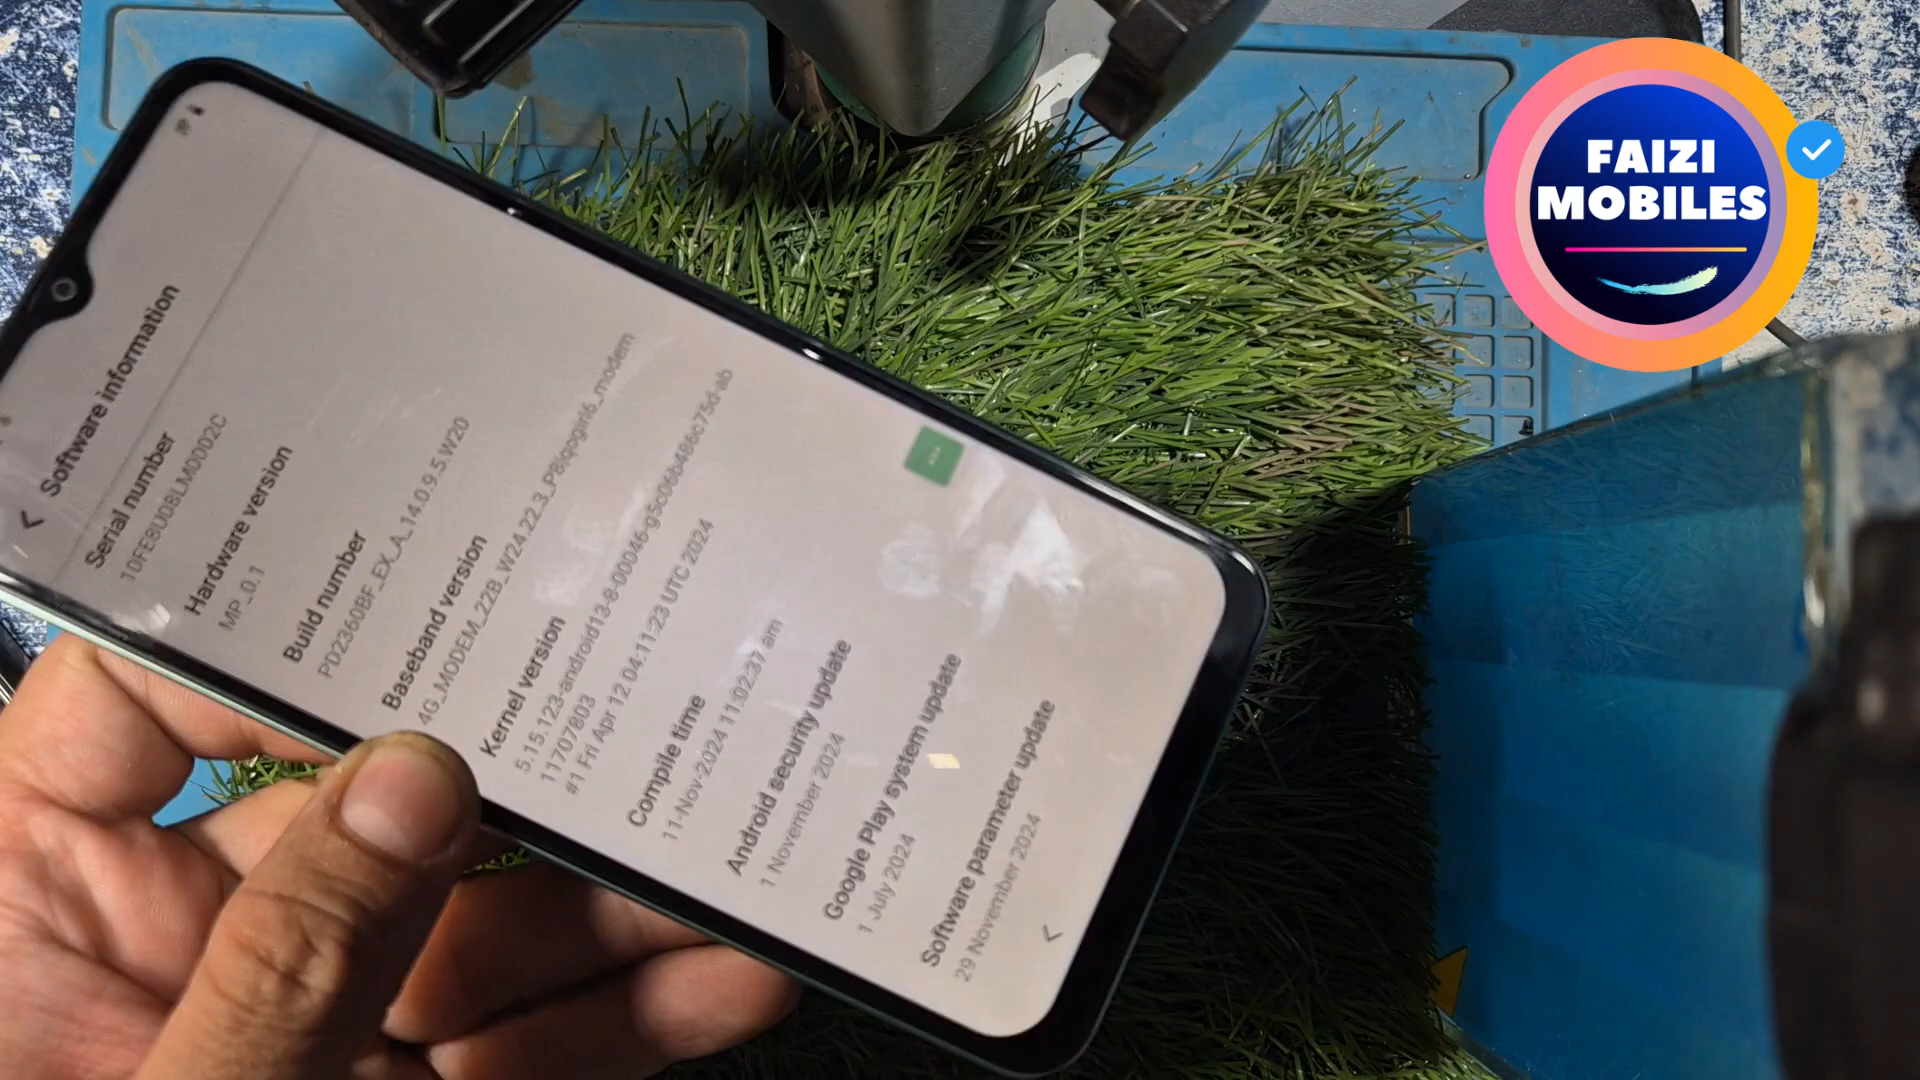 FAIZI
MOBILES
Software information
Serial number
10FE8U0BLM0DD2C
Hardware version
MP_0.1
Build number
PD2360BF_EX_A_14.0.9.5.W20
Baseband version
4G_MODEM_22B_W24.22.3_P8|qogirl6_modem
Kernel version
5.15.123-android13-8-00046-g5c06b486c75d-ab
11707803
#1 Fri Apr 12 04:11:23 UTC 2024
Compile time
11-Nov-2024 11:02:37 am
Android security update
1 November 2024
Google Play system update
1 July 2024
Software parameter update
29 November 2024